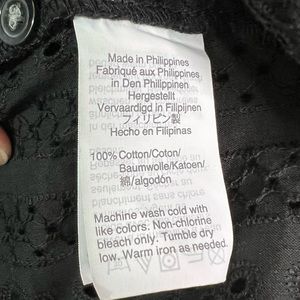 Made in Philippines
Fabriqué aux Philippines
in Den Philippinen
Hergestellt
Vervaardigd in Filipijnen
フィリピン製
Hecho en Filipinas
100% Cotton/Coton/
Baumwolle/Katoen/
綿/algodón
Machine wash cold with
like colors. Non-chlorine
bleach only. Tumble dry
low. Warm iron as needed.